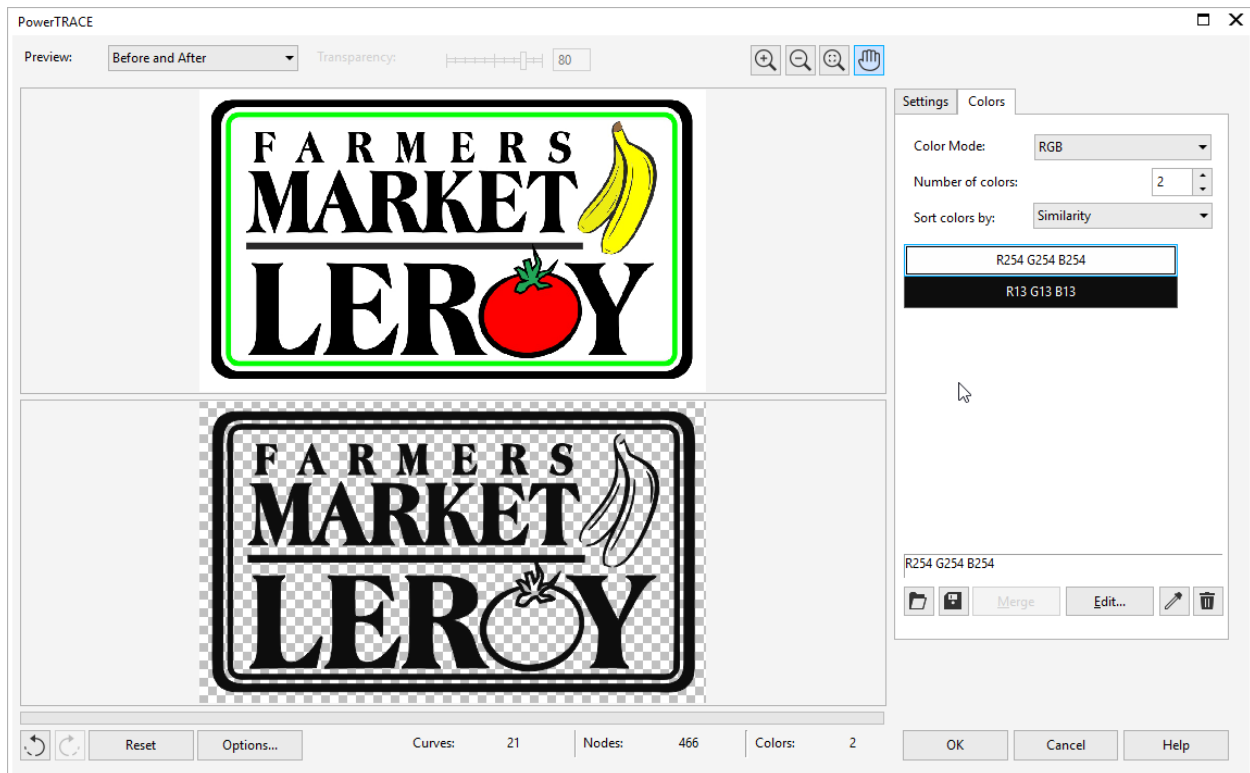 PowerTRACE
Preview: Before and After Transparency: 80
Settings Colors
Color Mode: RGB
Number of colors: 2
Sort colors by: Similarity
R254 G254 B254
R13 G13 B13
FARMERS
MARKET
LEROY
FARMERS
MARKET
LEROY
R254 G254 B254
Merge Edit...
Reset Options... Curves: 21 Nodes: 466 Colors: 2 OK Cancel Help